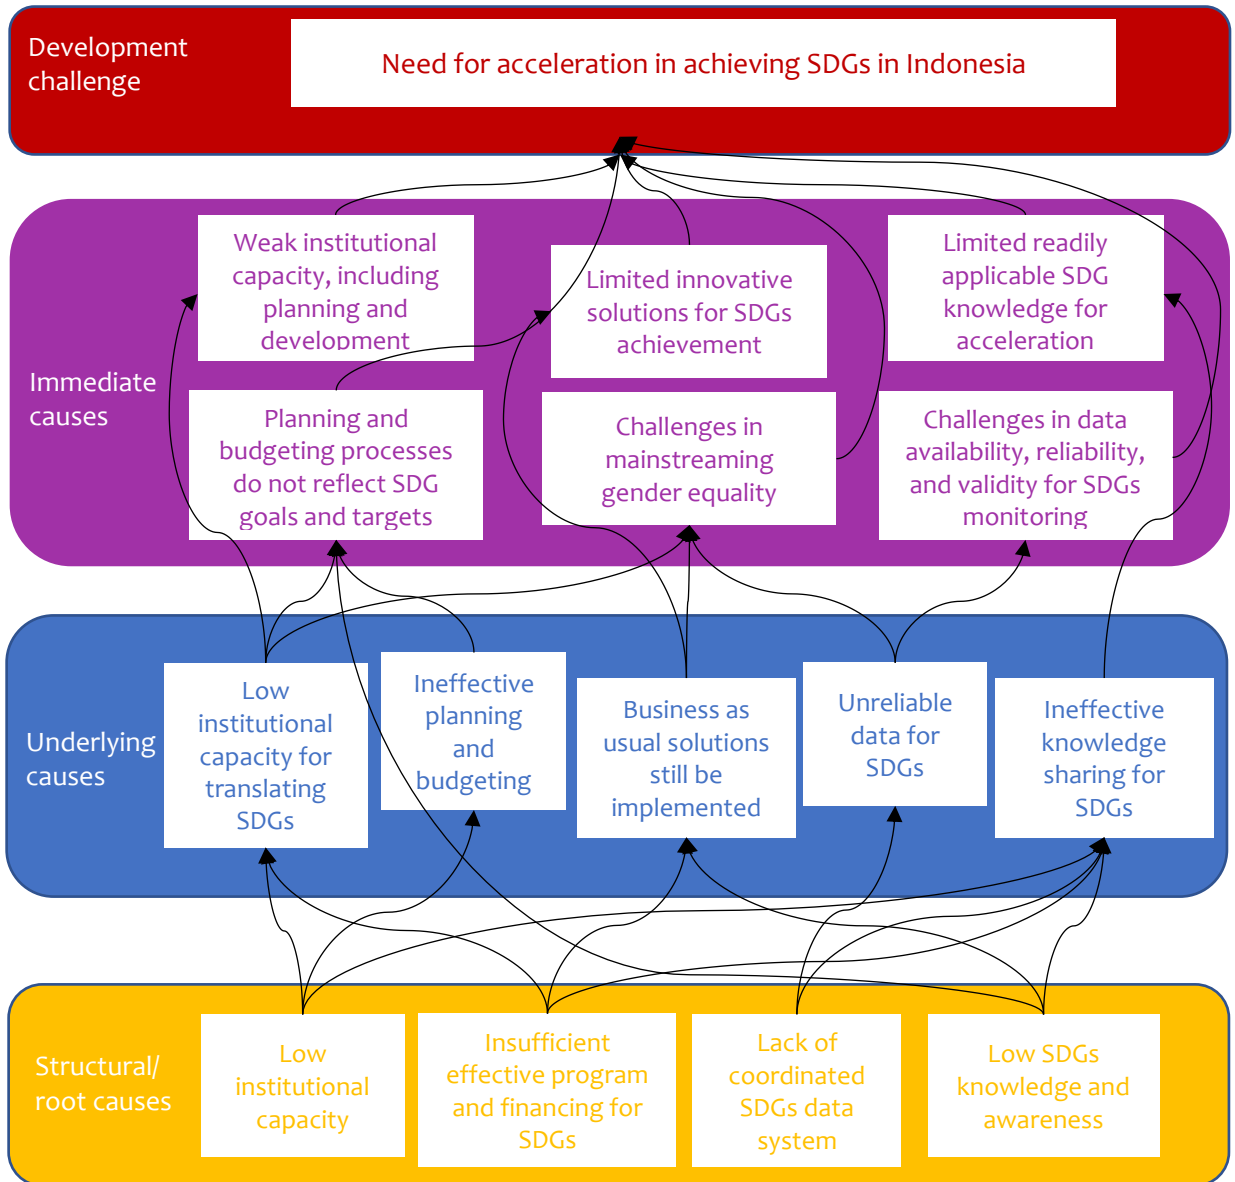 Development
challenge
Need for acceleration in achieving SDGs in Indonesia
Immediate
causes
Weak institutional
capacity, including
planning and
development
Limited innovative
solutions for SDGs
achievement
Limited readily
applicable SDG
knowledge for
acceleration
Planning and
budgeting processes
do not reflect SDG
goals and targets
Challenges in
mainstreaming
gender equality
Challenges in data
availability, reliability,
and validity for SDGs
monitoring
Underlying
causes
Low
institutional
capacity for
translating
SDGs
Ineffective
planning
and
budgeting
Business as
usual solutions
still be
implemented
Unreliable
data for
SDGs
Ineffective
knowledge
sharing for
SDGs
Structural/
root causes
Low
institutional
capacity
Insufficient
effective program
and financing for
SDGs
Lack of
coordinated
SDGs data
system
Low SDGs
knowledge and
awareness